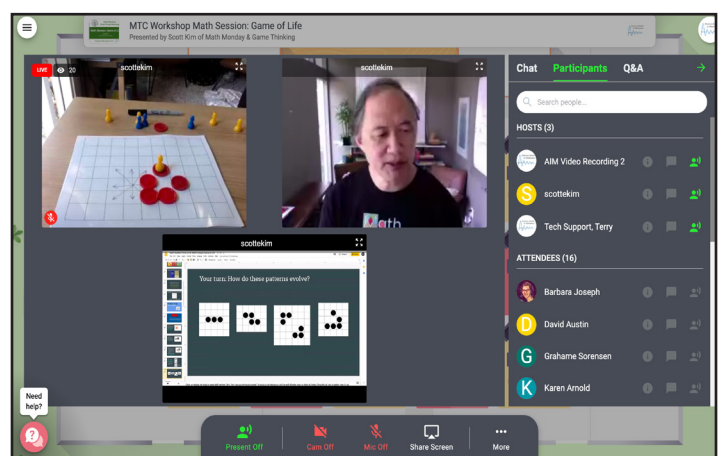 MTC Workshop Math Session: Game of Life
Presented by Scott Kim of Math Monday & Game Thinking
LIVE 20
scottekim
scottekim
scottekim
Your turn: How do these patterns evolve?
Chat Participants Q&A
Search people...
HOSTS (3)
AIM Video Recording 2
S scottekim
Tech Support, Terry
ATTENDEES (16)
Barbara Joseph
D David Austin
G Grahame Sorensen
K Karen Arnold
Need
help?
Present Off Cam Off Mic Off Share Screen More